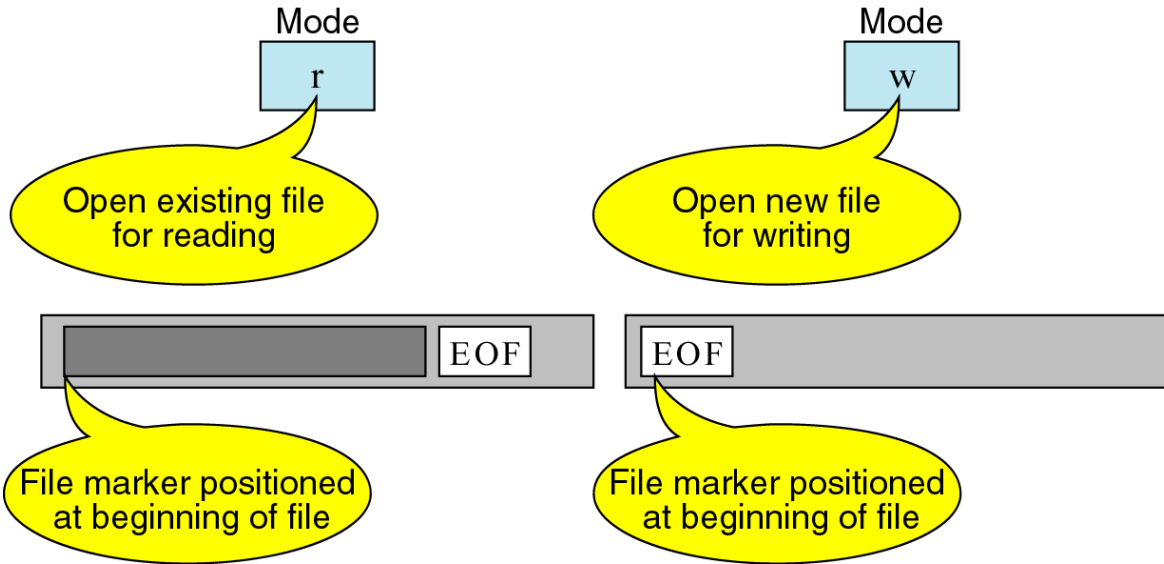 Mode
r
Open existing file
for reading
EOF
File marker positioned
at beginning of file
Mode
w
Open new file
for writing
EOF
File marker positioned
at beginning of file